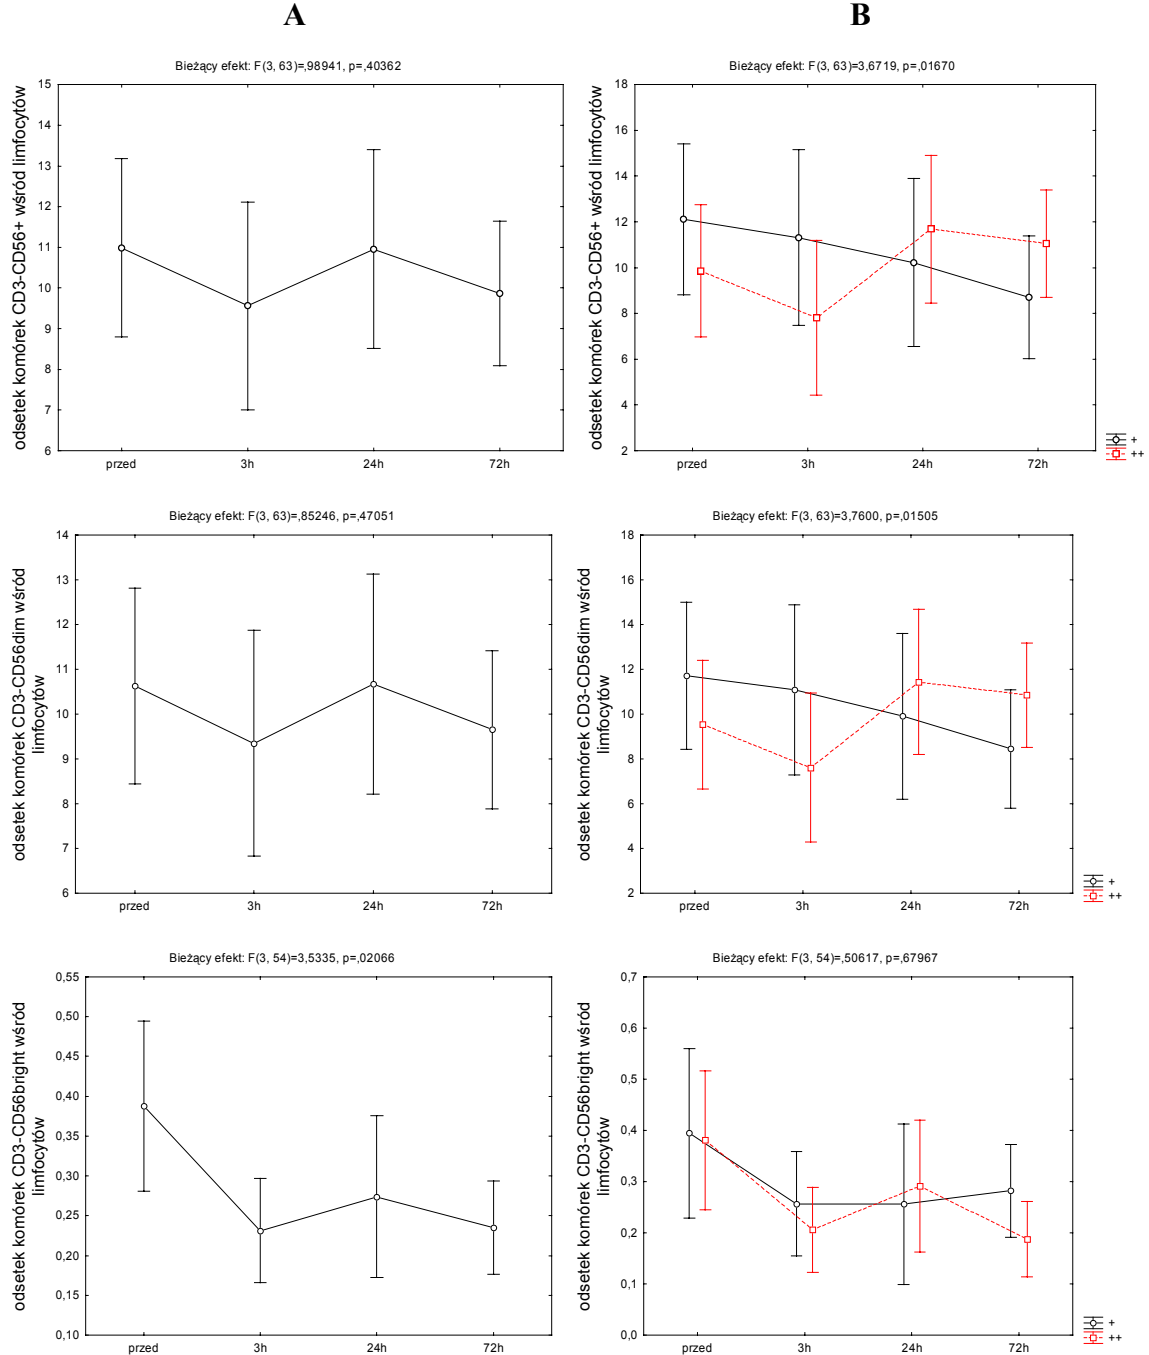 A
B
Bieżący efekt: F(3, 63)=,98941, p=,40362
odsetek komórek CD3-CD56+ wśród limfocytów
15
14
13
12
11
10
9
8
7
6
przed 3h 24h 72h
Bieżący efekt: F(3, 63)=3,6719, p=,01670
odsetek komórek CD3-CD56+ wśród limfocytów
18
16
14
12
10
8
6
4
2
przed 3h 24h 72h
+
++
Bieżący efekt: F(3, 63)=,85246, p=,47051
odsetek komórek CD3-CD56dim wśród
limfocytów
14
13
12
11
10
9
8
7
6
przed 3h 24h 72h
Bieżący efekt: F(3, 63)=3,7600, p=,01505
odsetek komórek CD3-CD56dim wśród
limfocytów
18
16
14
12
10
8
6
4
2
przed 3h 24h 72h
+
++
Bieżący efekt: F(3, 54)=3,5335, p=,02066
odsetek komórek CD3-CD56bright wśród
limfocytów
0,55
0,50
0,45
0,40
0,35
0,30
0,25
0,20
0,15
0,10
przed 3h 24h 72h
Bieżący efekt: F(3, 54)=,50617, p=,67967
odsetek komórek CD3-CD56bright wśród
limfocytów
0,7
0,6
0,5
0,4
0,3
0,2
0,1
0,0
przed 3h 24h 72h
+
++